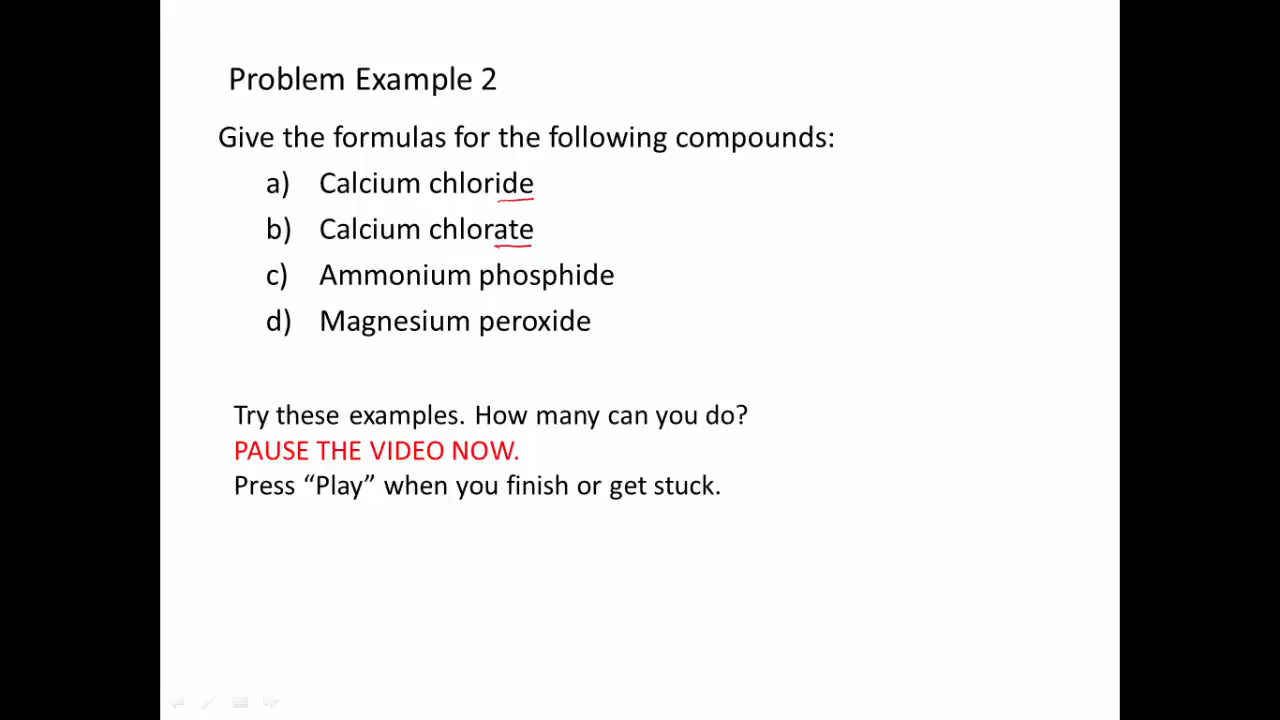 Problem Example 2
Give the formulas for the following compounds:
a) Calcium chloride
b) Calcium chlorate
c) Ammonium phosphide
d) Magnesium peroxide
Try these examples. How many can you do?
PAUSE THE VIDEO NOW.
Press “Play” when you finish or get stuck.